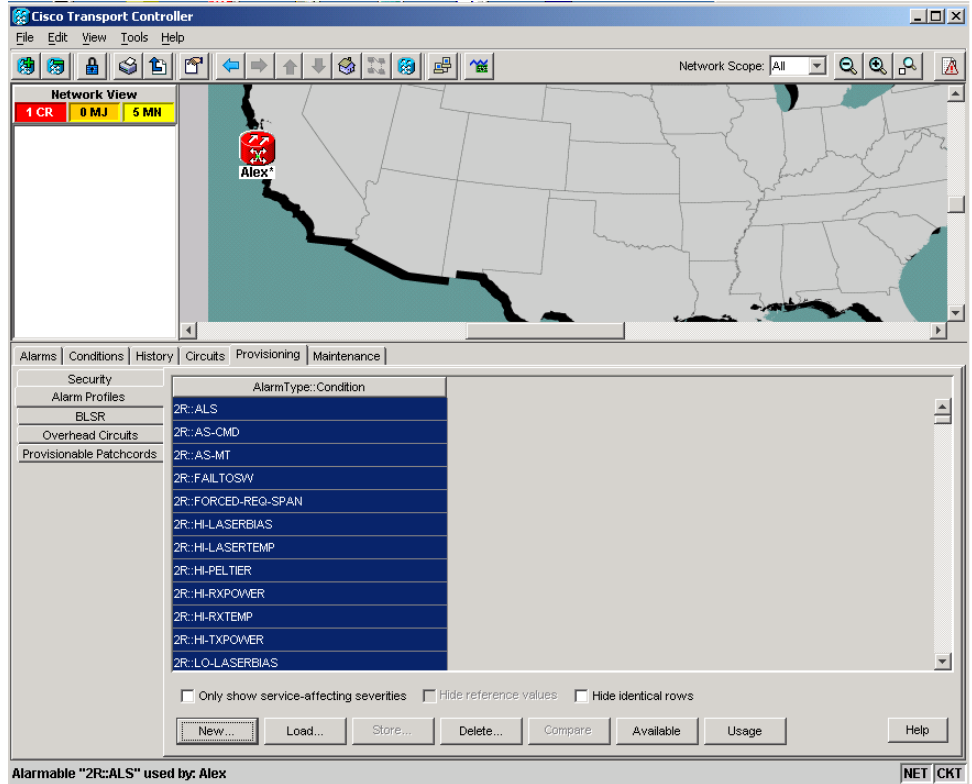 Cisco Transport Controller
File Edit View Tools Help
Network Scope: All
Network View
1 CR 0 MJ 5 MN
Alex*
Alarms Conditions History Circuits Provisioning Maintenance
Security
Alarm Profiles
BLSR
Overhead Circuits
Provisionable Patchcords
AlarmType::Condition
2R::ALS
2R::AS-CMD
2R::AS-MT
2R::FAILTOSW
2R::FORCED-REQ-SPAN
2R::HI-LASERBIAS
2R::HI-LASERTEMP
2R::HI-PELTIER
2R::HI-RXPOWER
2R::HI-RXTEMP
2R::HI-TXPOWER
2R::LO-LASERBIAS
Only show service-affecting severities Hide reference values Hide identical rows
New... Load... Store... Delete... Compare Available Usage Help
Alarmable "2R::ALS" used by: Alex NET CKT